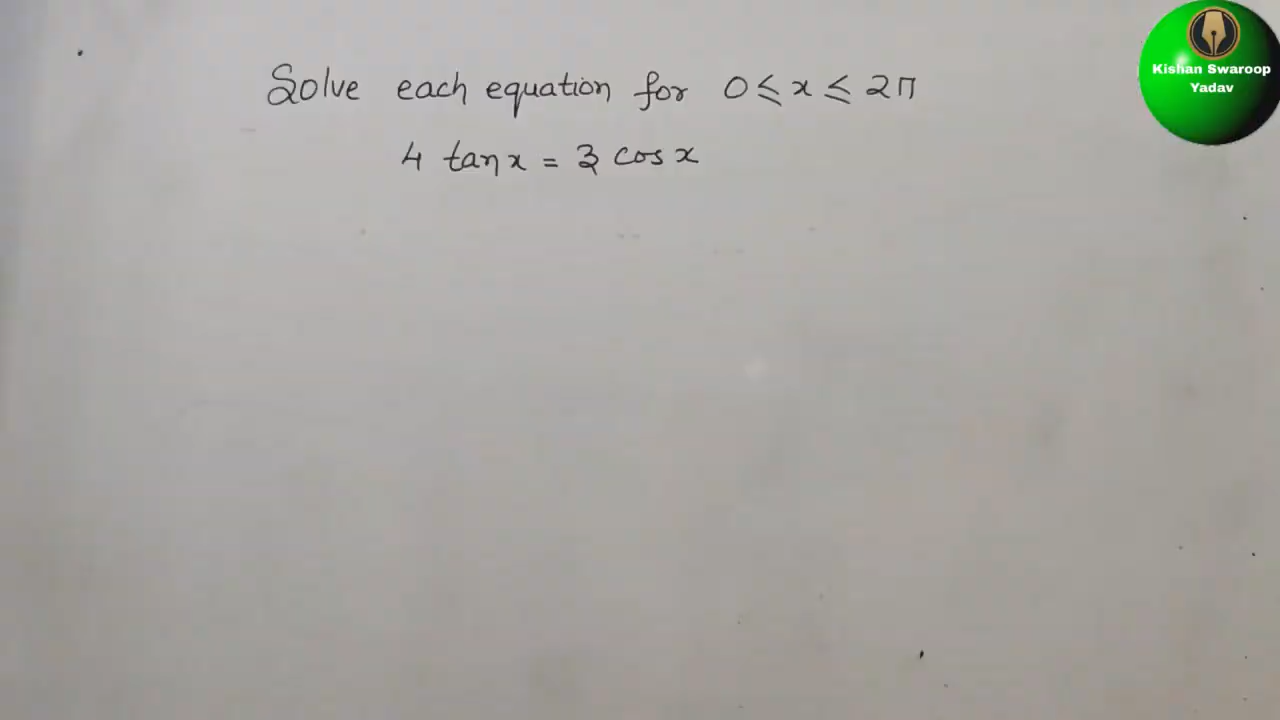 Solve each equation for 0 ≤ x ≤ 2π
4 tan x = 3 cos x
Kishan Swaroop
Yadav